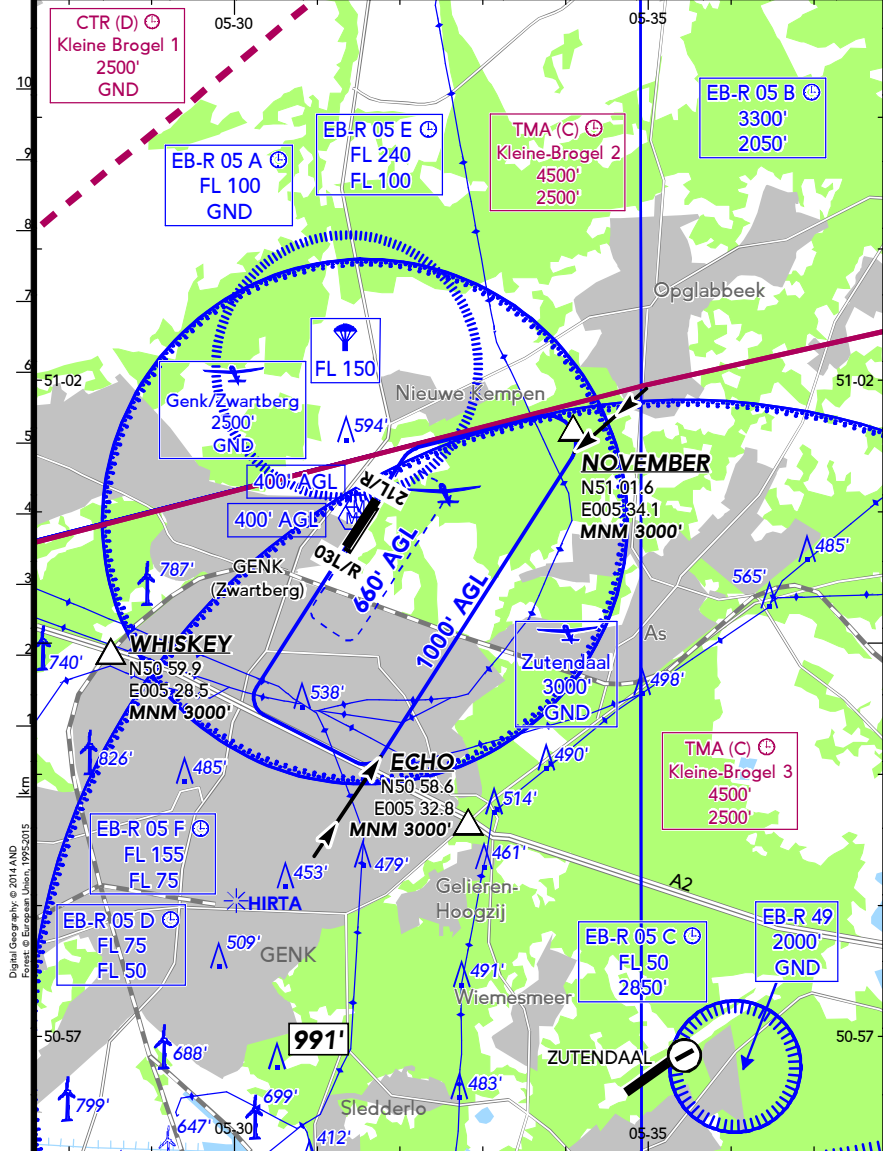 05-30
05-35
CTR (D)
Kleine Brogel 1
2500'
GND
10
9
8
7
6
5
4
3
2
1
km
EB-R 05 A
FL 100
GND
EB-R 05 E
FL 240
FL 100
TMA (C)
Kleine-Brogel 2
4500'
2500'
EB-R 05 B
3300'
2050'
Opglabbeek
FL 150
51-02
51-02
Genk/Zwartberg
2500'
GND
594'
Nieuwe Kempen
NOVEMBER
N51 01.6
E005 34.1
MNM 3000'
400' AGL
400' AGL
21L/R
03L/R
660' AGL
1000' AGL
GENK
(Zwartberg)
787'
485'
565'
As
WHISKEY
N50 59.9
E005 28.5
MNM 3000'
740'
538'
Zutendaal
3000'
GND
498'
826'
485'
490'
ECHO
N50 58.6
E005 32.8
MNM 3000'
514'
TMA (C)
Kleine-Brogel 3
4500'
2500'
EB-R 05 F
FL 155
FL 75
453'
479'
461'
Gelieren-
Hoogzij
A2
HIRTA
EB-R 05 D
FL 75
FL 50
509'
GENK
491'
Wiemesmeer
EB-R 05 C
FL 50
2850'
EB-R 49
2000'
GND
50-57
50-57
991'
688'
ZUTENDAAL
799'
699'
483'
647'
Sledderlo
05-30
412'
05-35
Digital Geography: © 2014 AND
Forest: © European Union, 1995-2015